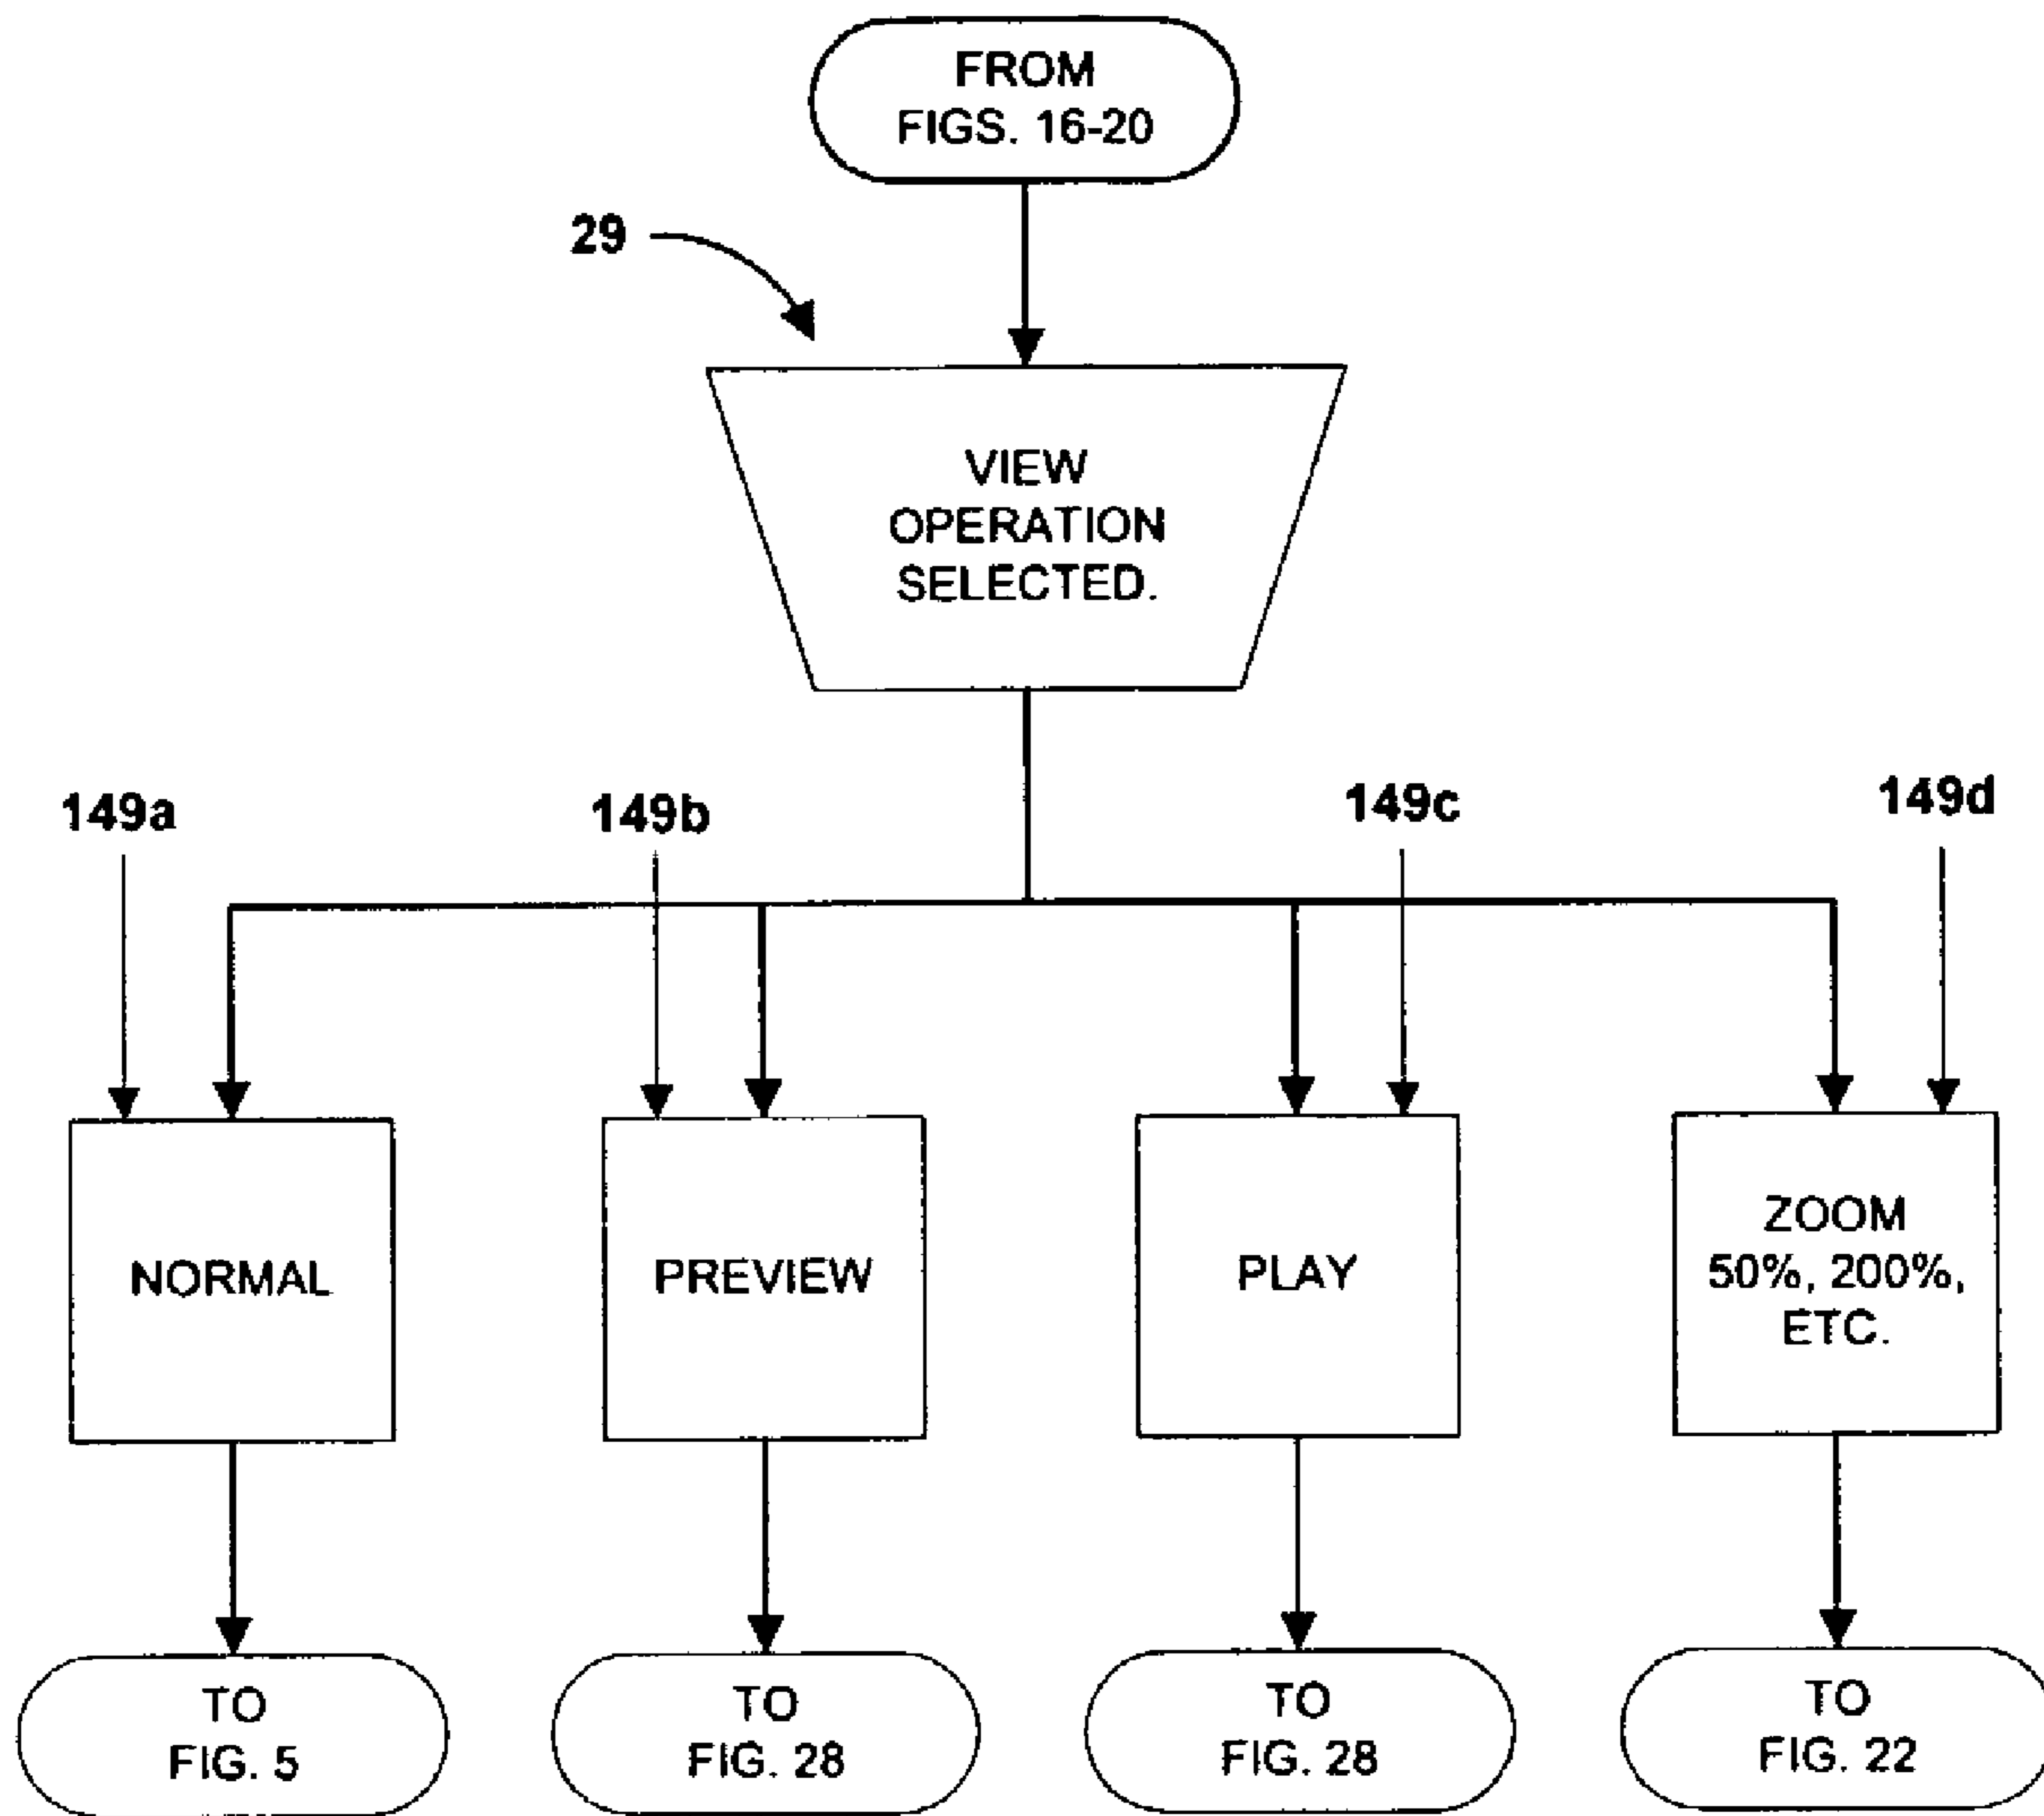 FROM
FIGS. 16-20
29
VIEW
OPERATION
SELECTED.
149a
149b
149c
149d
NORMAL
PREVIEW
PLAY
ZOOM
50%, 200%,
ETC.
TO
FIG. 5
TO
FIG. 28
TO
FIG. 28
TO
FIG. 22